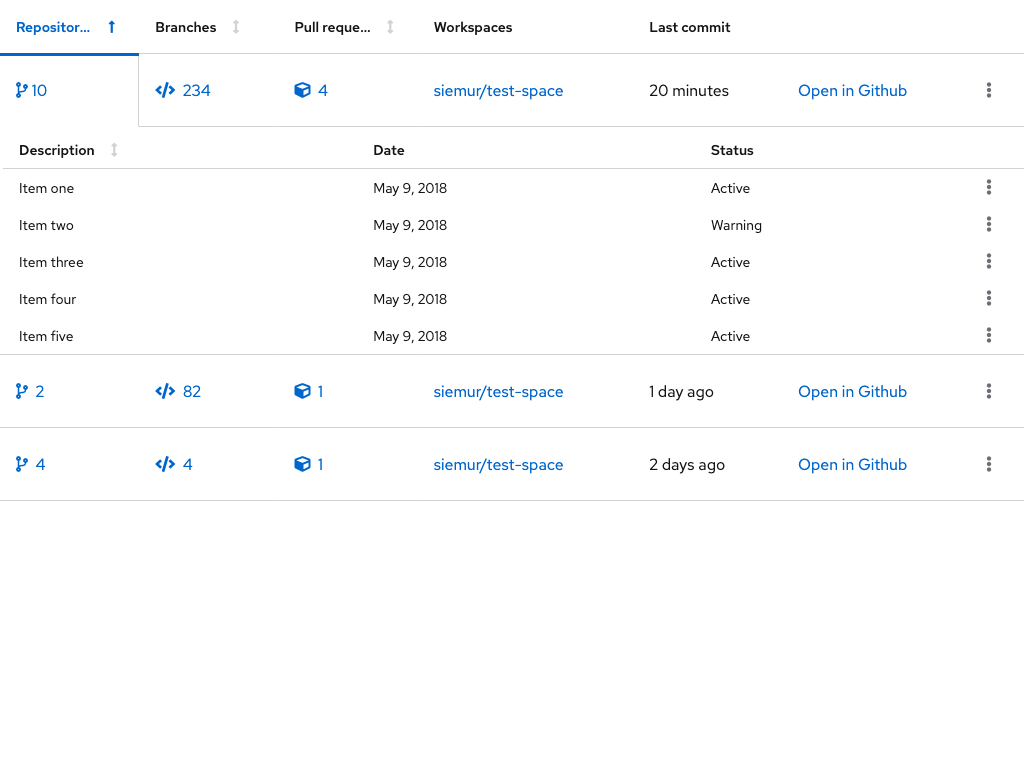 Repositor... Branches Pull reque... Workspaces Last commit
10 234 4 siemur/test-space 20 minutes Open in Github
Description Date Status
Item one May 9, 2018 Active
Item two May 9, 2018 Warning
Item three May 9, 2018 Active
Item four May 9, 2018 Active
Item five May 9, 2018 Active
2 82 1 siemur/test-space 1 day ago Open in Github
4 4 1 siemur/test-space 2 days ago Open in Github